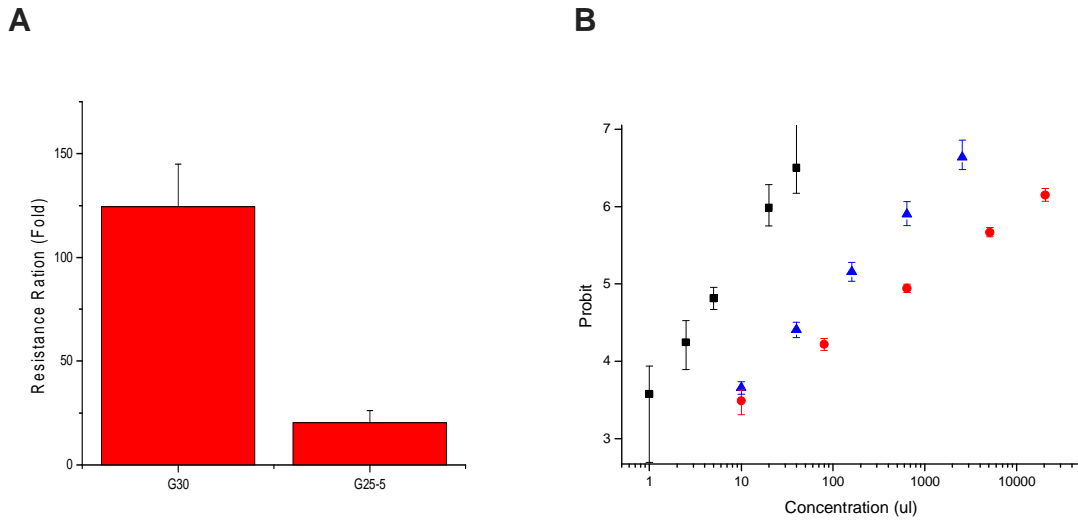 A
B
Resistance Ration (Fold)
150
100
50
0
G30
G25-5
Probit
7
6
5
4
3
1
10
100
1000
10000
Concentration (ul)